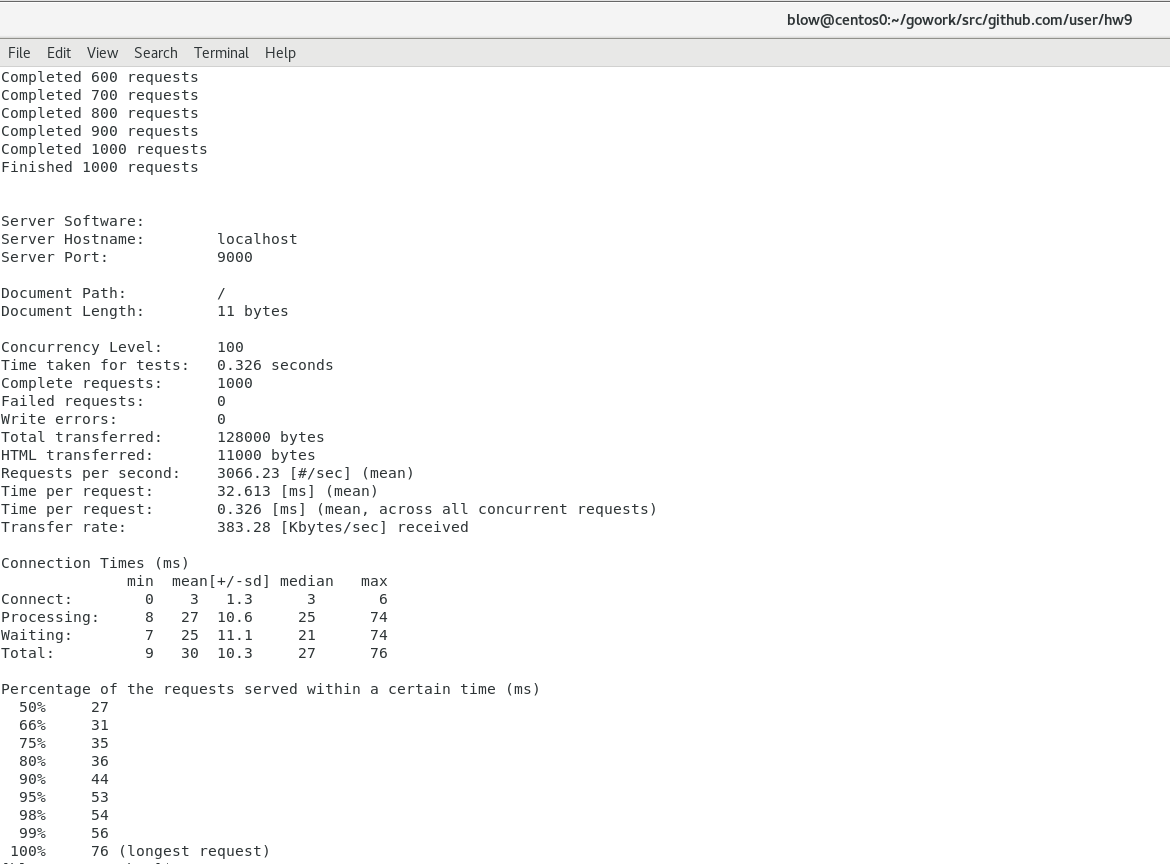 blow@centos0:~/gowork/src/github.com/user/hw9
File Edit View Search Terminal Help
Completed 600 requests
Completed 700 requests
Completed 800 requests
Completed 900 requests
Completed 1000 requests
Finished 1000 requests
Server Software:
Server Hostname:        localhost
Server Port:            9000
Document Path:          /
Document Length:        11 bytes
Concurrency Level:      100
Time taken for tests:   0.326 seconds
Complete requests:      1000
Failed requests:        0
Write errors:           0
Total transferred:      128000 bytes
HTML transferred:       11000 bytes
Requests per second:    3066.23 [#/sec] (mean)
Time per request:       32.613 [ms] (mean)
Time per request:       0.326 [ms] (mean, across all concurrent requests)
Transfer rate:          383.28 [Kbytes/sec] received
Connection Times (ms)
              min  mean[+/-sd] median   max
Connect:        0    3   1.3      3       6
Processing:     8   27  10.6     25      74
Waiting:        7   25  11.1     21      74
Total:          9   30  10.3     27      76
Percentage of the requests served within a certain time (ms)
  50%     27
  66%     31
  75%     35
  80%     36
  90%     44
  95%     53
  98%     54
  99%     56
 100%     76 (longest request)